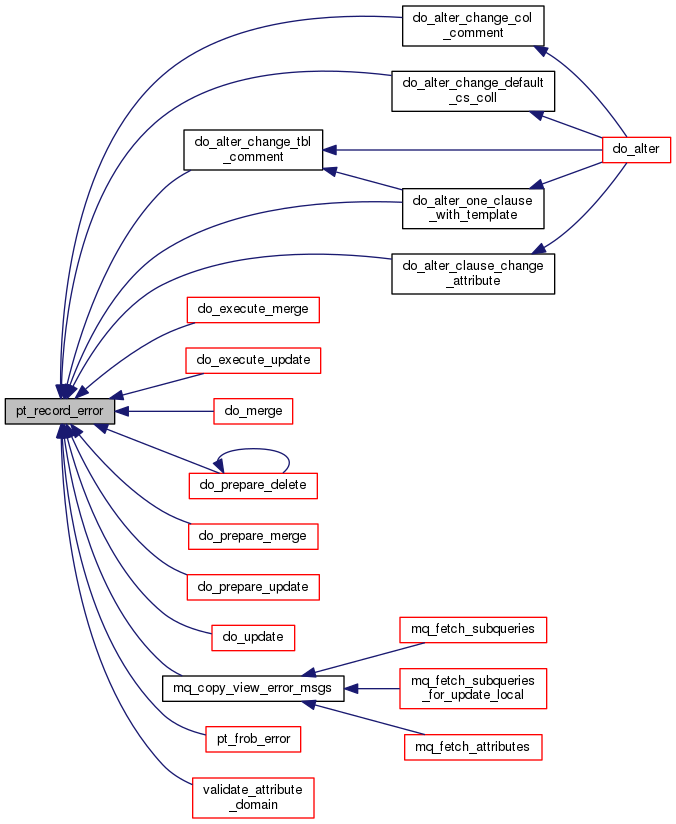 do_alter_change_col
_comment
do_alter_change_default
_cs_coll
do_alter_change_tbl
_comment
do_alter
do_alter_one_clause
_with_template
do_alter_clause_change
_attribute
do_execute_merge
do_execute_update
pt_record_error
do_merge
do_prepare_delete
do_prepare_merge
do_prepare_update
do_update
mq_fetch_subqueries
mq_copy_view_error_msgs
mq_fetch_subqueries
_for_update_local
pt_frob_error
mq_fetch_attributes
validate_attribute
_domain